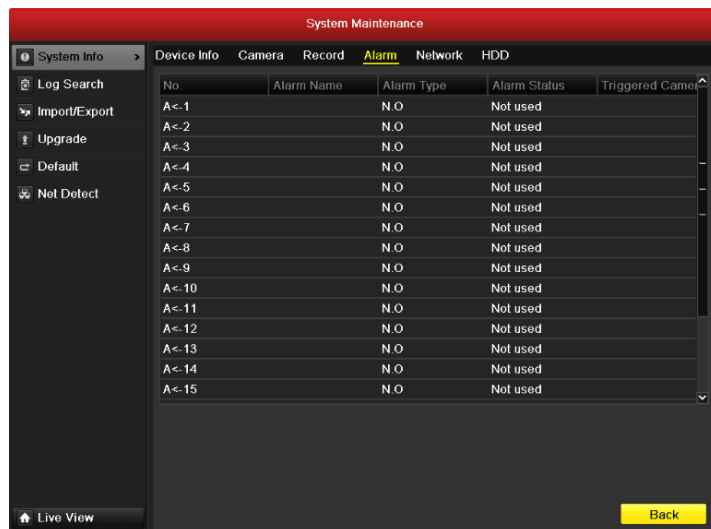 System Maintenance
System Info >
Log Search
Import/Export
Upgrade
Default
Net Detect
Live View
Device Info Camera Record Alarm Network HDD
No. Alarm Name Alarm Type Alarm Status Triggered Camer
A<-1 N.O Not used
A<-2 N.O Not used
A<-3 N.O Not used
A<-4 N.O Not used
A<-5 N.O Not used
A<-6 N.O Not used
A<-7 N.O Not used
A<-8 N.O Not used
A<-9 N.O Not used
A<-10 N.O Not used
A<-11 N.O Not used
A<-12 N.O Not used
A<-13 N.O Not used
A<-14 N.O Not used
A<-15 N.O Not used
Back